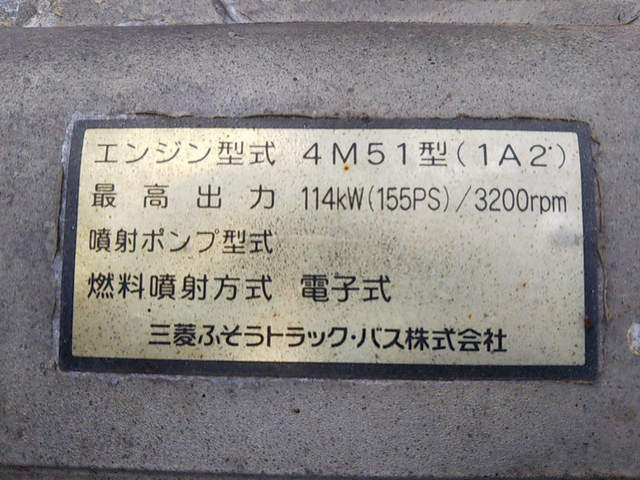 エンジン型式 4M51型(1A2)
最高出力 114kW(155PS)/3200rpm
噴射ポンプ型式
燃料噴射方式 電子式
三菱ふそうトラック・バス株式会社